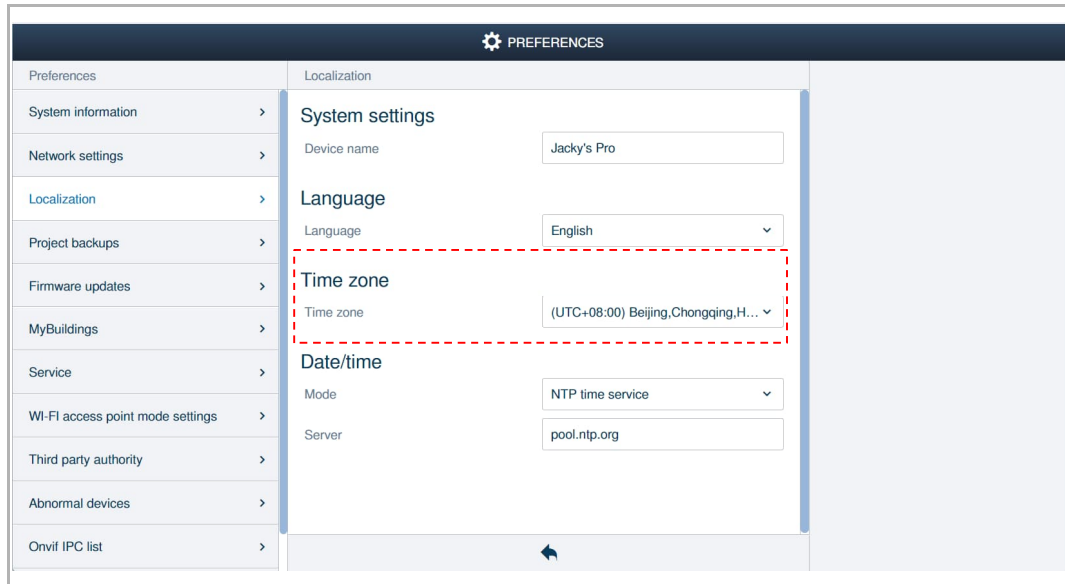 PREFERENCES
Preferences
Localization
System information
Network settings
Localization
Project backups
Firmware updates
MyBuildings
Service
WI-FI access point mode settings
Third party authority
Abnormal devices
Onvif IPC list
System settings
Device name
Jacky's Pro
Language
Language
English
Time zone
Time zone
(UTC+08:00) Beijing,Chongqing,H...
Date/time
Mode
NTP time service
Server
pool.ntp.org